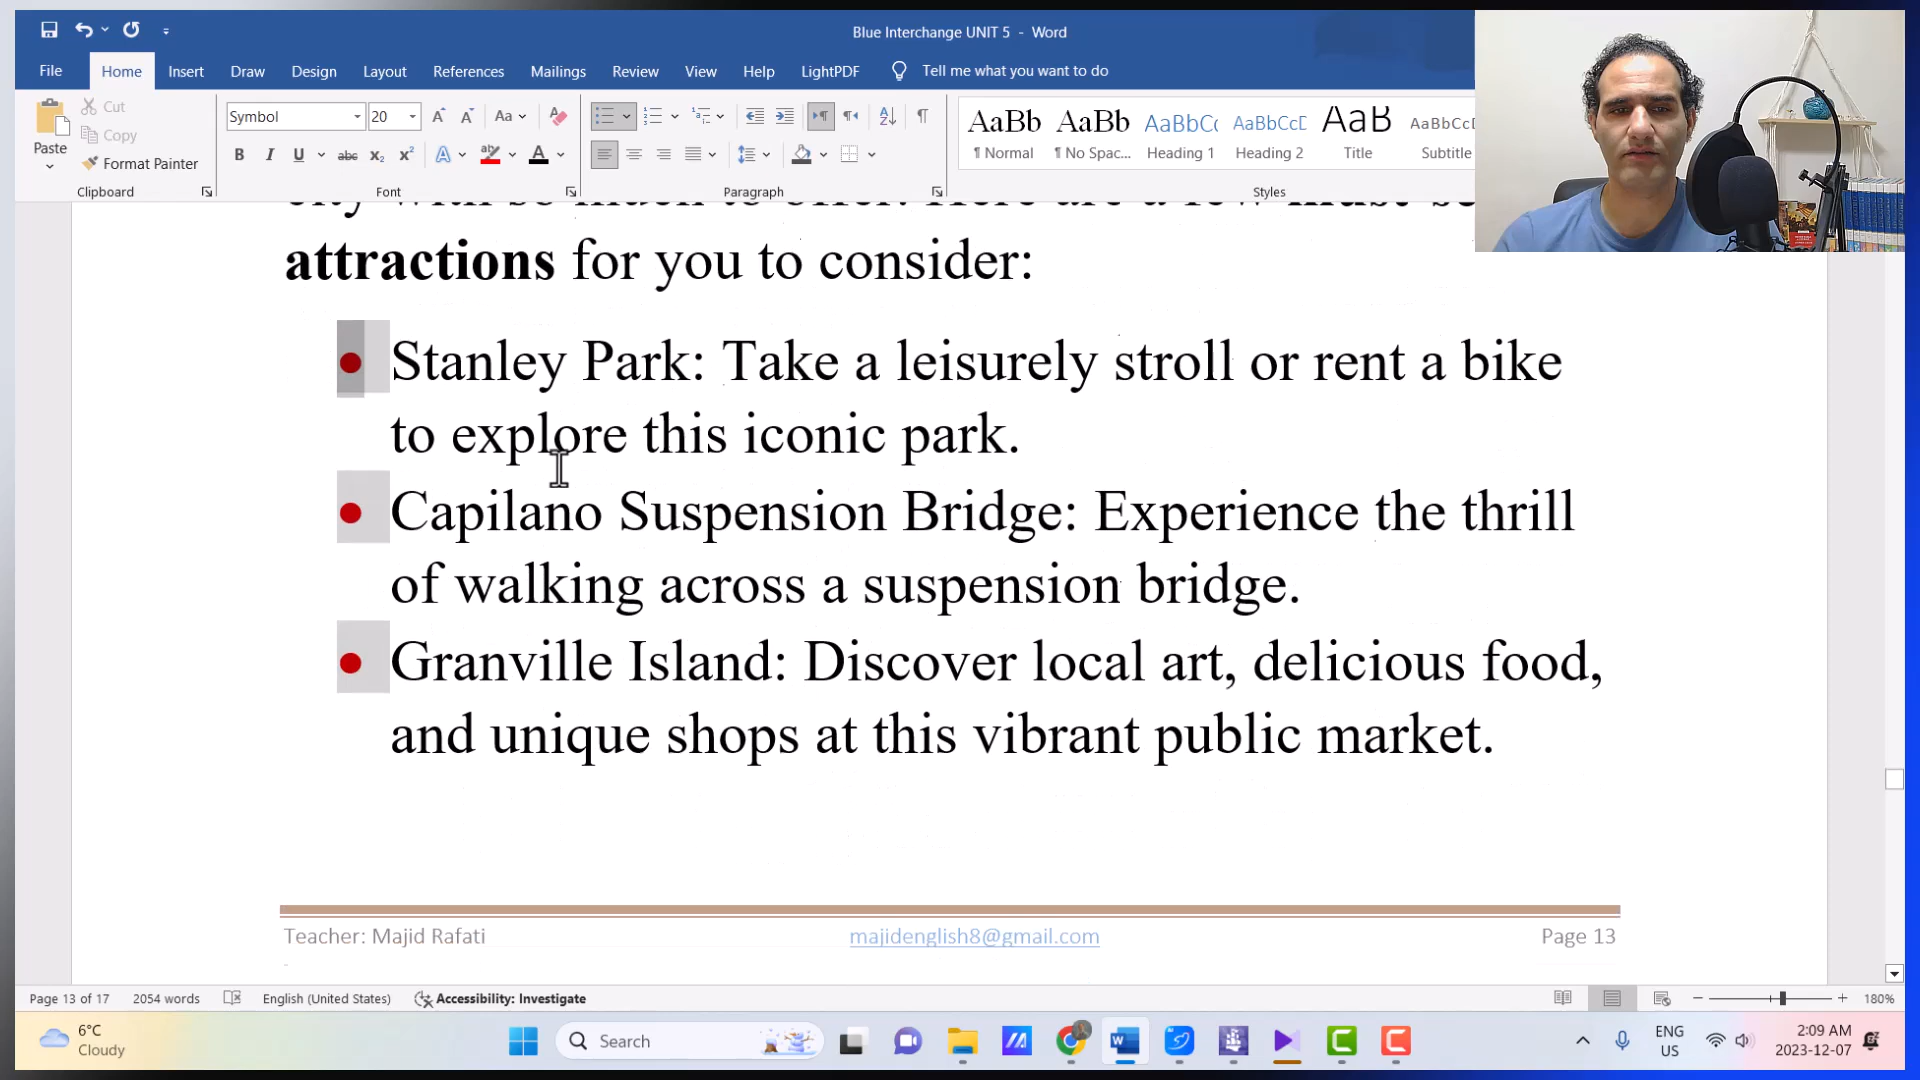 Blue Interchange UNIT 5 - Word
File Home Insert Draw Design Layout References Mailings Review View Help LightPDF Tell me what you want to do
Paste
Cut
Copy
Format Painter
Clipboard
Symbol 20
Font
Paragraph
AaBb AaBb AaBbC AaBbCcD AaB AaBbCcD
¶ Normal ¶ No Spac... Heading 1 Heading 2 Title Subtitle
Styles
attractions for you to consider:
• Stanley Park: Take a leisurely stroll or rent a bike
to explore this iconic park.
• Capilano Suspension Bridge: Experience the thrill
of walking across a suspension bridge.
• Granville Island: Discover local art, delicious food,
and unique shops at this vibrant public market.
Teacher: Majid Rafati majidenglish8@gmail.com Page 13
Page 13 of 17 2054 words English (United States) Accessibility: Investigate 180%
6°C
Cloudy
Search
ENG
US
2:09 AM
2023-12-07